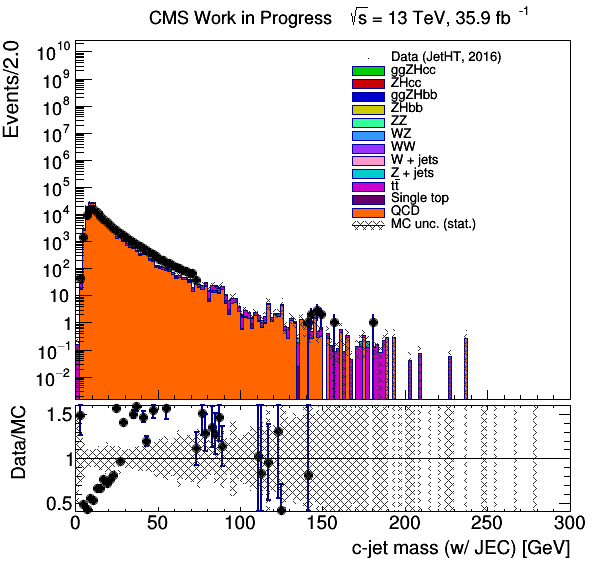 CMS Work in Progress √s = 13 TeV, 35.9 fb⁻¹
Events/2.0
10¹⁰
10⁹
10⁸
10⁷
10⁶
10⁵
10⁴
10³
10²
10
1
10⁻¹
10⁻²
Data (JetHT, 2016)
ggZHcc
ZHcc
ggZHbb
ZHbb
ZZ
WZ
WW
W + jets
Z + jets
tt̄
Single top
QCD
MC unc. (stat.)
Data/MC
1.5
1
0.5
0 50 100 150 200 250 300
c-jet mass (w/ JEC) [GeV]